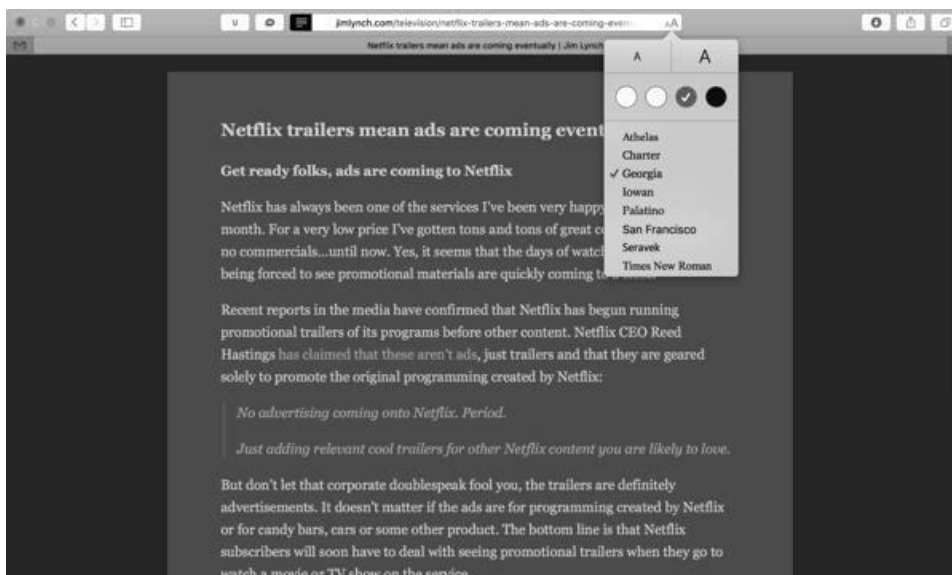 u
jimlynch.com/television/netflix-trailers-mean-ads-are-coming-even
AA
Netflix trailers mean ads are coming eventually | Jim Lynch
A A
Netflix trailers mean ads are coming event
Athelas
Charter
Georgia
Iowan
Palatino
San Francisco
Seravek
Times New Roman
Get ready folks, ads are coming to Netflix
Netflix has always been one of the services I've been very happy
month. For a very low price I've gotten tons and tons of great
no commercials...until now. Yes, it seems that the days of
being forced to see promotional materials are quickly coming to
Recent reports in the media have confirmed that Netflix has begun running
promotional trailers of its programs before other content. Netflix CEO Reed
Hastings has claimed that these aren't ads, just trailers and that they are geared
solely to promote the original programming created by Netflix:
No advertising coming onto Netflix. Period.
Just adding relevant cool trailers for other Netflix content you are likely to love.
But don't let that corporate doublespeak fool you, the trailers are definitely
advertisements. It doesn't matter if the ads are for programming created by Netflix
or for candy bars, cars or some other product. The bottom line is that Netflix
subscribers will soon have to deal with seeing promotional trailers when they go to
watch a movie or TV show on the service.